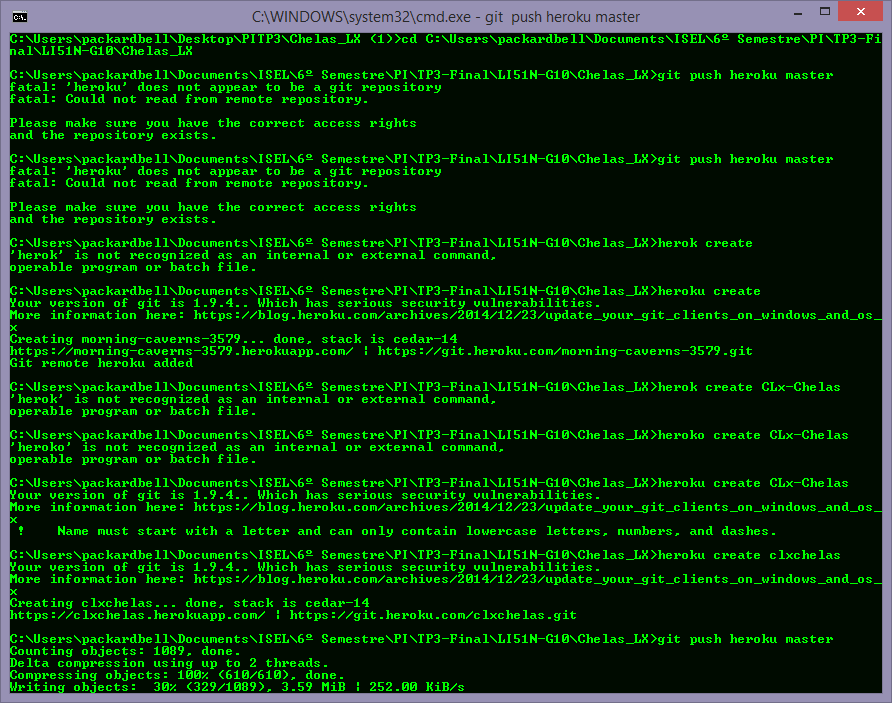 C:\WINDOWS\system32\cmd.exe - git  push heroku master
C:\Users\packardbell\Desktop\PITP3\Chelas_LX (1)>cd C:\Users\packardbell\Documents\ISEL\6º Semestre\PI\TP3-Fi
nal\LI51N-G10\Chelas_LX
C:\Users\packardbell\Documents\ISEL\6º Semestre\PI\TP3-Final\LI51N-G10\Chelas_LX>git push heroku master
fatal: 'heroku' does not appear to be a git repository
fatal: Could not read from remote repository.
Please make sure you have the correct access rights
and the repository exists.
C:\Users\packardbell\Documents\ISEL\6º Semestre\PI\TP3-Final\LI51N-G10\Chelas_LX>git push heroku master
fatal: 'heroku' does not appear to be a git repository
fatal: Could not read from remote repository.
Please make sure you have the correct access rights
and the repository exists.
C:\Users\packardbell\Documents\ISEL\6º Semestre\PI\TP3-Final\LI51N-G10\Chelas_LX>herok create
'herok' is not recognized as an internal or external command,
operable program or batch file.
C:\Users\packardbell\Documents\ISEL\6º Semestre\PI\TP3-Final\LI51N-G10\Chelas_LX>heroku create
Your version of git is 1.9.4.. Which has serious security vulnerabilities.
More information here: https://blog.heroku.com/archives/2014/12/23/update_your_git_clients_on_windows_and_os_
x
Creating morning-caverns-3579... done, stack is cedar-14
https://morning-caverns-3579.herokuapp.com/ | https://git.heroku.com/morning-caverns-3579.git
Git remote heroku added
C:\Users\packardbell\Documents\ISEL\6º Semestre\PI\TP3-Final\LI51N-G10\Chelas_LX>herok create CLx-Chelas
'herok' is not recognized as an internal or external command,
operable program or batch file.
C:\Users\packardbell\Documents\ISEL\6º Semestre\PI\TP3-Final\LI51N-G10\Chelas_LX>heroko create CLx-Chelas
'heroko' is not recognized as an internal or external command,
operable program or batch file.
C:\Users\packardbell\Documents\ISEL\6º Semestre\PI\TP3-Final\LI51N-G10\Chelas_LX>heroku create CLx-Chelas
Your version of git is 1.9.4.. Which has serious security vulnerabilities.
More information here: https://blog.heroku.com/archives/2014/12/23/update_your_git_clients_on_windows_and_os_
x
 !    Name must start with a letter and can only contain lowercase letters, numbers, and dashes.
C:\Users\packardbell\Documents\ISEL\6º Semestre\PI\TP3-Final\LI51N-G10\Chelas_LX>heroku create clxchelas
Your version of git is 1.9.4.. Which has serious security vulnerabilities.
More information here: https://blog.heroku.com/archives/2014/12/23/update_your_git_clients_on_windows_and_os_
x
Creating clxchelas... done, stack is cedar-14
https://clxchelas.herokuapp.com/ | https://git.heroku.com/clxchelas.git
C:\Users\packardbell\Documents\ISEL\6º Semestre\PI\TP3-Final\LI51N-G10\Chelas_LX>git push heroku master
Counting objects: 1089, done.
Delta compression using up to 2 threads.
Compressing objects: 100% (610/610), done.
Writing objects:  30% (329/1089), 3.59 MiB | 252.00 KiB/s